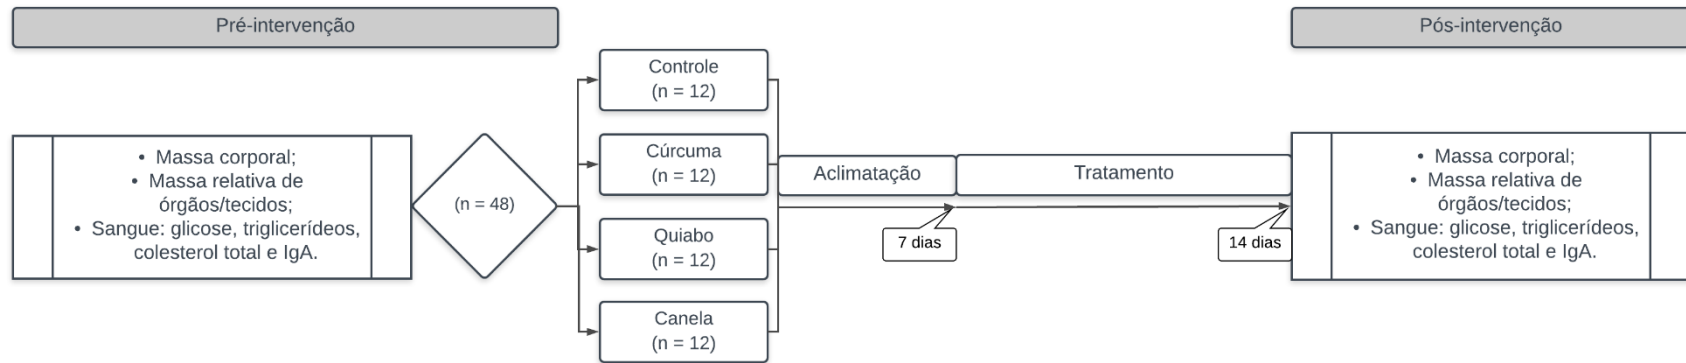 Pré-intervenção
Pós-intervenção
• Massa corporal;
• Massa relativa de
órgãos/tecidos;
• Sangue: glicose, triglicerídeos,
colesterol total e IgA.
(n = 48)
Controle
(n = 12)
Cúrcuma
(n = 12)
Quiabo
(n = 12)
Canela
(n = 12)
Aclimatação
Tratamento
7 dias
14 dias
• Massa corporal;
• Massa relativa de
órgãos/tecidos;
• Sangue: glicose, triglicerídeos,
colesterol total e IgA.